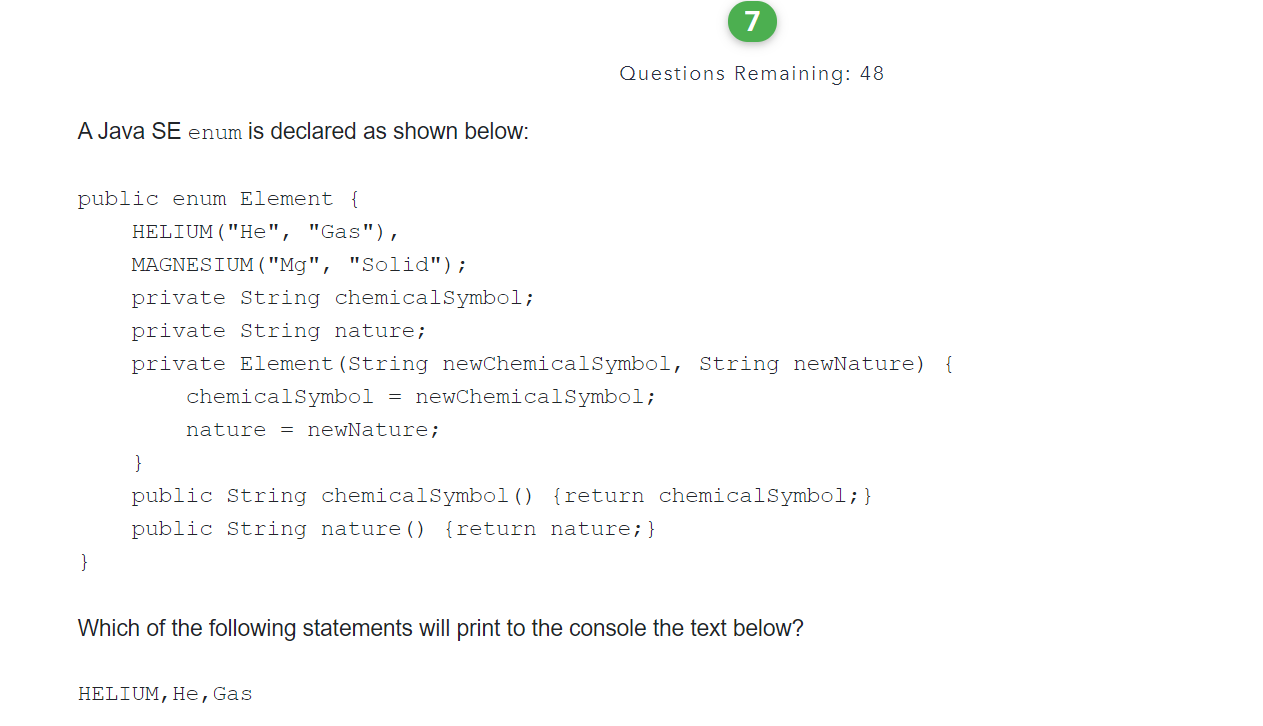 7
Questions Remaining: 48
A Java SE enum is declared as shown below:
public enum Element {
    HELIUM("He", "Gas"),
    MAGNESIUM("Mg", "Solid");
    private String chemicalSymbol;
    private String nature;
    private Element(String newChemicalSymbol, String newNature) {
        chemicalSymbol = newChemicalSymbol;
        nature = newNature;
    }
    public String chemicalSymbol() {return chemicalSymbol;}
    public String nature() {return nature;}
}
Which of the following statements will print to the console the text below?
HELIUM,He,Gas